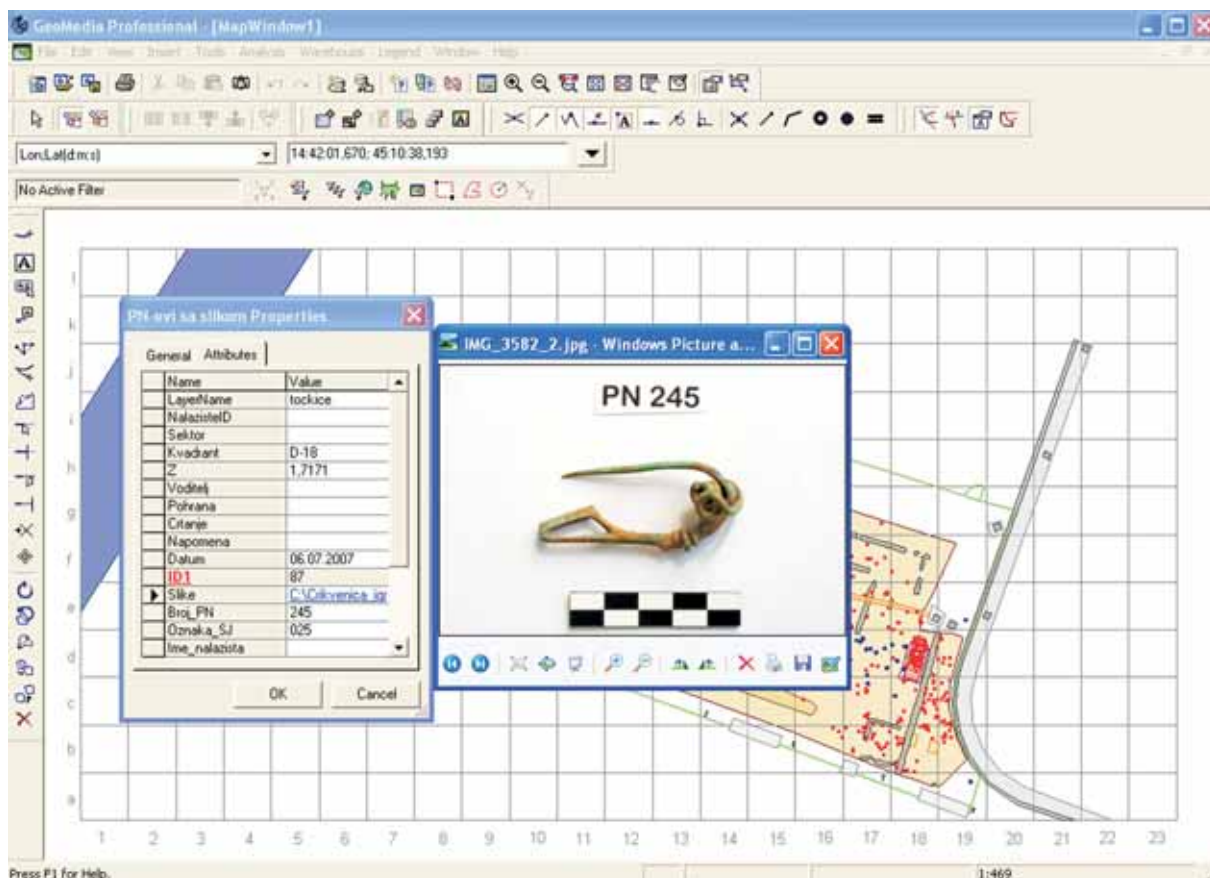 GeoMedia Professional - [MapWindow1]
File Edit View Insert Tools Analysis Warehouse Legend Window Help
Lon;Lat(d:m:s)
14:42:01,670; 45:10:38,193
No Active Filter
l
k
j
i
h
g
f
e
d
c
b
a
PN-ovi sa slikom Properties
General Attributes
Name Value
LayerName tockice
NalazisteID
Sektor
Kvadrant D-18
Z 1,7171
Voditelj
Pohrana
Crtanje
Napomena
Datum 06.07.2007
ID1 87
Slike C:\Crikvenica_igr
Broj_PN 245
Oznaka_SJ 025
Ime_nalazista
OK Cancel
IMG_3582_2.jpg - Windows Picture a...
PN 245
1 2 3 4 5 6 7 8 9 10 11 12 13 14 15 16 17 18 19 20 21 22 23
Press F1 for Help.
1:469